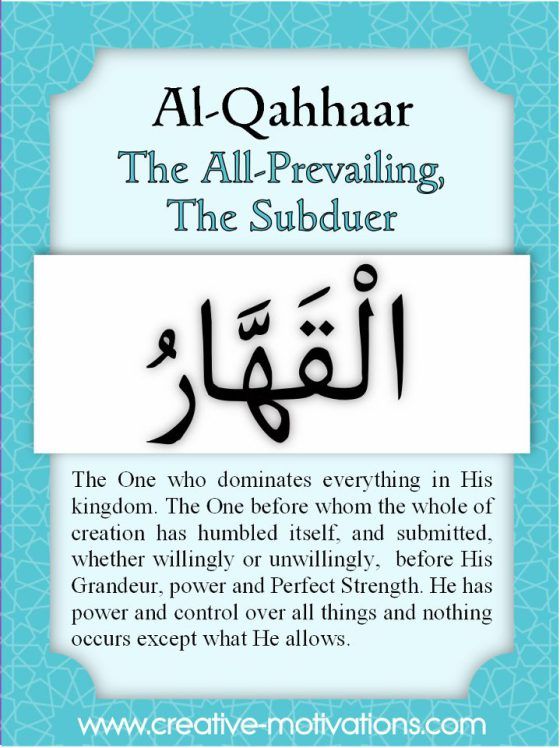 Al-Qahhaar
The All-Prevailing,
The Subduer
الْقَهَّارُ
The One who dominates everything in His
kingdom. The One before whom the whole of
creation has humbled itself, and submitted,
whether willingly or unwillingly, before His
Grandeur, power and Perfect Strength. He has
power and control over all things and nothing
occurs except what He allows.
www.creative-motivations.com